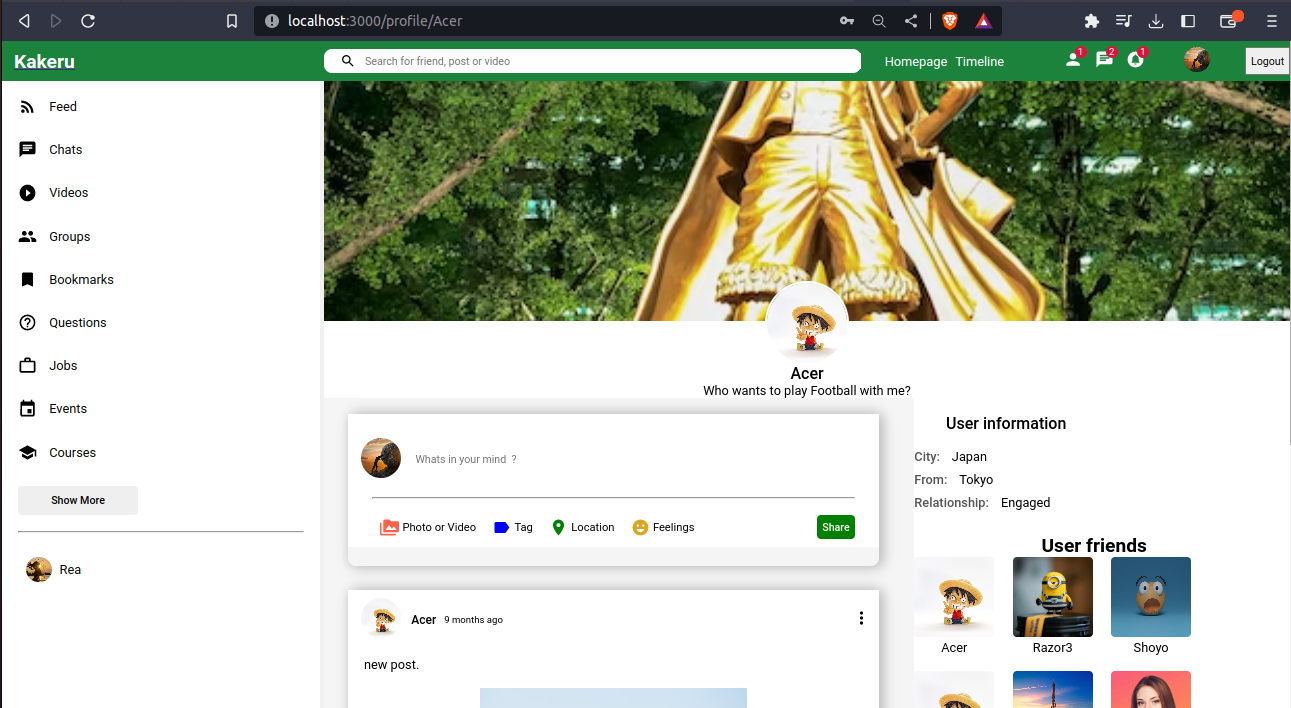 localhost:3000/profile/Acer
Kakeru
Search for friend, post or video
Homepage Timeline
1
2
1
Logout
Feed
Chats
Videos
Groups
Bookmarks
Questions
Jobs
Events
Courses
Show More
Rea
Acer
Who wants to play Football with me?
Whats in your mind ?
Photo or Video
Tag
Location
Feelings
Share
Acer 9 months ago
new post.
User information
City: Japan
From: Tokyo
Relationship: Engaged
User friends
Acer
Razor3
Shoyo